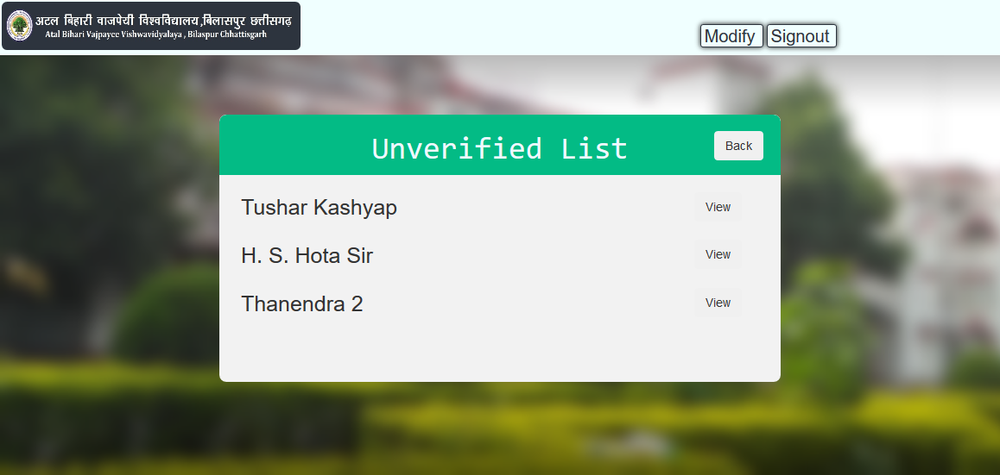 अटल बिहारी वाजपेयी विश्वविद्यालय,बिलासपुर छत्तीसगढ़
Atal Bihari Vajpayee Vishwavidyalaya , Bilaspur Chhattisgarh
Modify Signout
Unverified List Back
Tushar Kashyap View
H. S. Hota Sir View
Thanendra 2 View